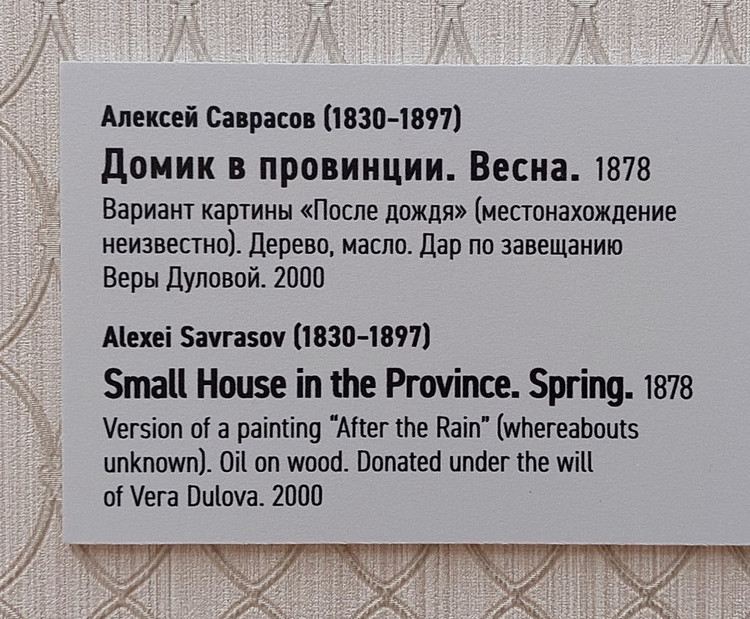 Алексей Саврасов (1830–1897)
Домик в провинции. Весна. 1878
Вариант картины «После дождя» (местонахождение
неизвестно). Дерево, масло. Дар по завещанию
Веры Дуловой. 2000
Alexei Savrasov (1830–1897)
Small House in the Province. Spring. 1878
Version of a painting “After the Rain” (whereabouts
unknown). Oil on wood. Donated under the will
of Vera Dulova. 2000